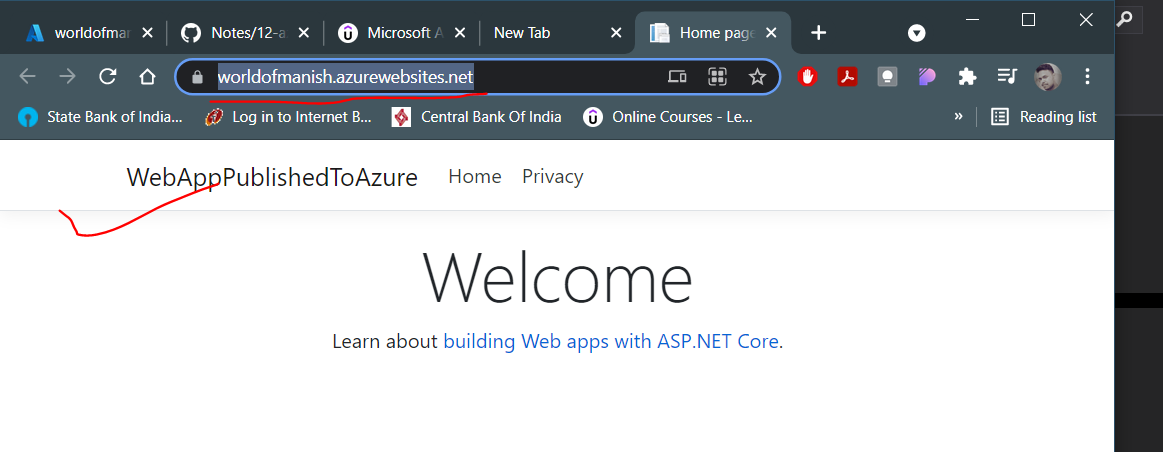 worldofmar
Notes/12-a
Microsoft A
New Tab
Home page
worldofmanish.azurewebsites.net
State Bank of India...
Log in to Internet B...
Central Bank Of India
Online Courses - Le...
»
Reading list
WebAppPublishedToAzure
Home
Privacy
Welcome
Learn about building Web apps with ASP.NET Core.